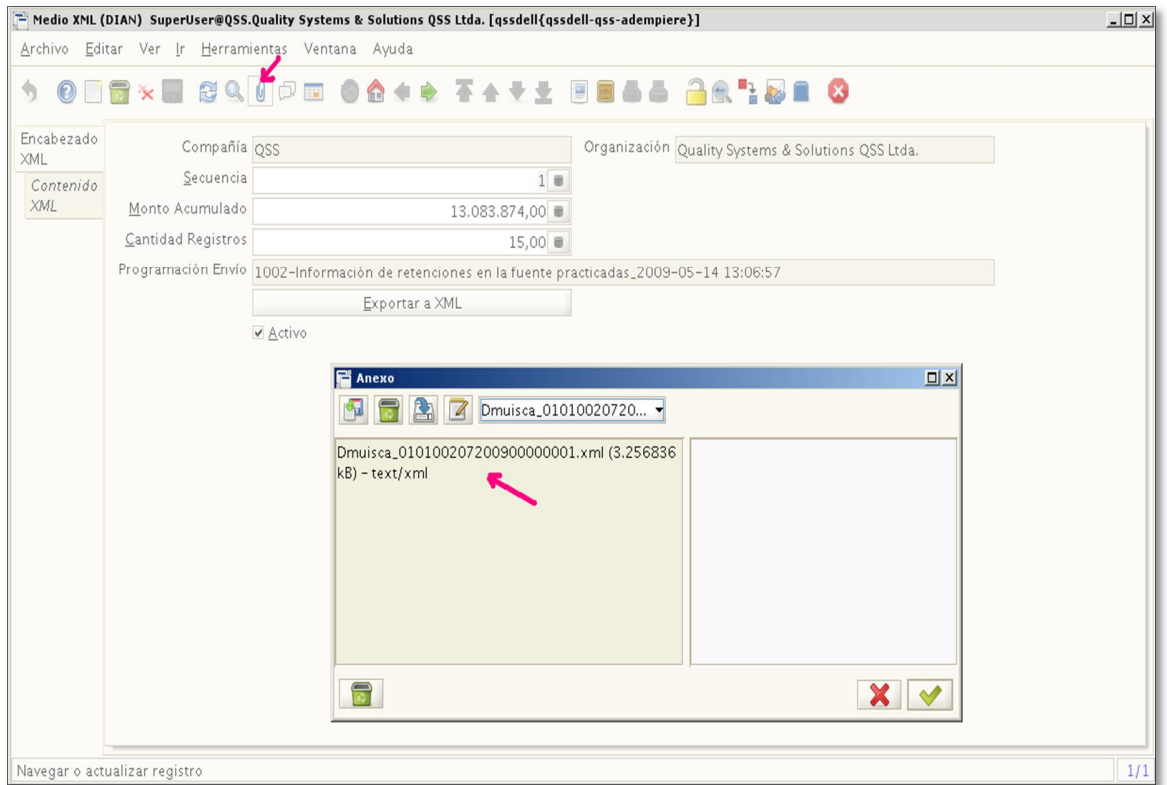 Medio XML (DIAN) SuperUser@QSS.Quality Systems & Solutions QSS Ltda. [qssdell{qssdell-qss-adempiere}]
Archivo Editar Ver Ir Herramientas Ventana Ayuda
Encabezado XML
Contenido XML
Compañía QSS Organización Quality Systems & Solutions QSS Ltda.
Secuencia 1
Monto Acumulado 13.083.874,00
Cantidad Registros 15,00
Programación Envío 1002-Información de retenciones en la fuente practicadas_2009-05-14 13:06:57
Exportar a XML
Activo
Anexo
Dmuisca_01010020720...
Dmuisca_010100207200900000001.xml (3.256836
kB) - text/xml
Navegar o actualizar registro 1/1